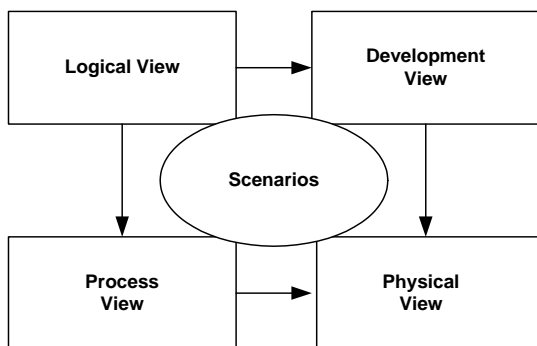 Logical View
Development
View
Scenarios
Process
View
Physical
View